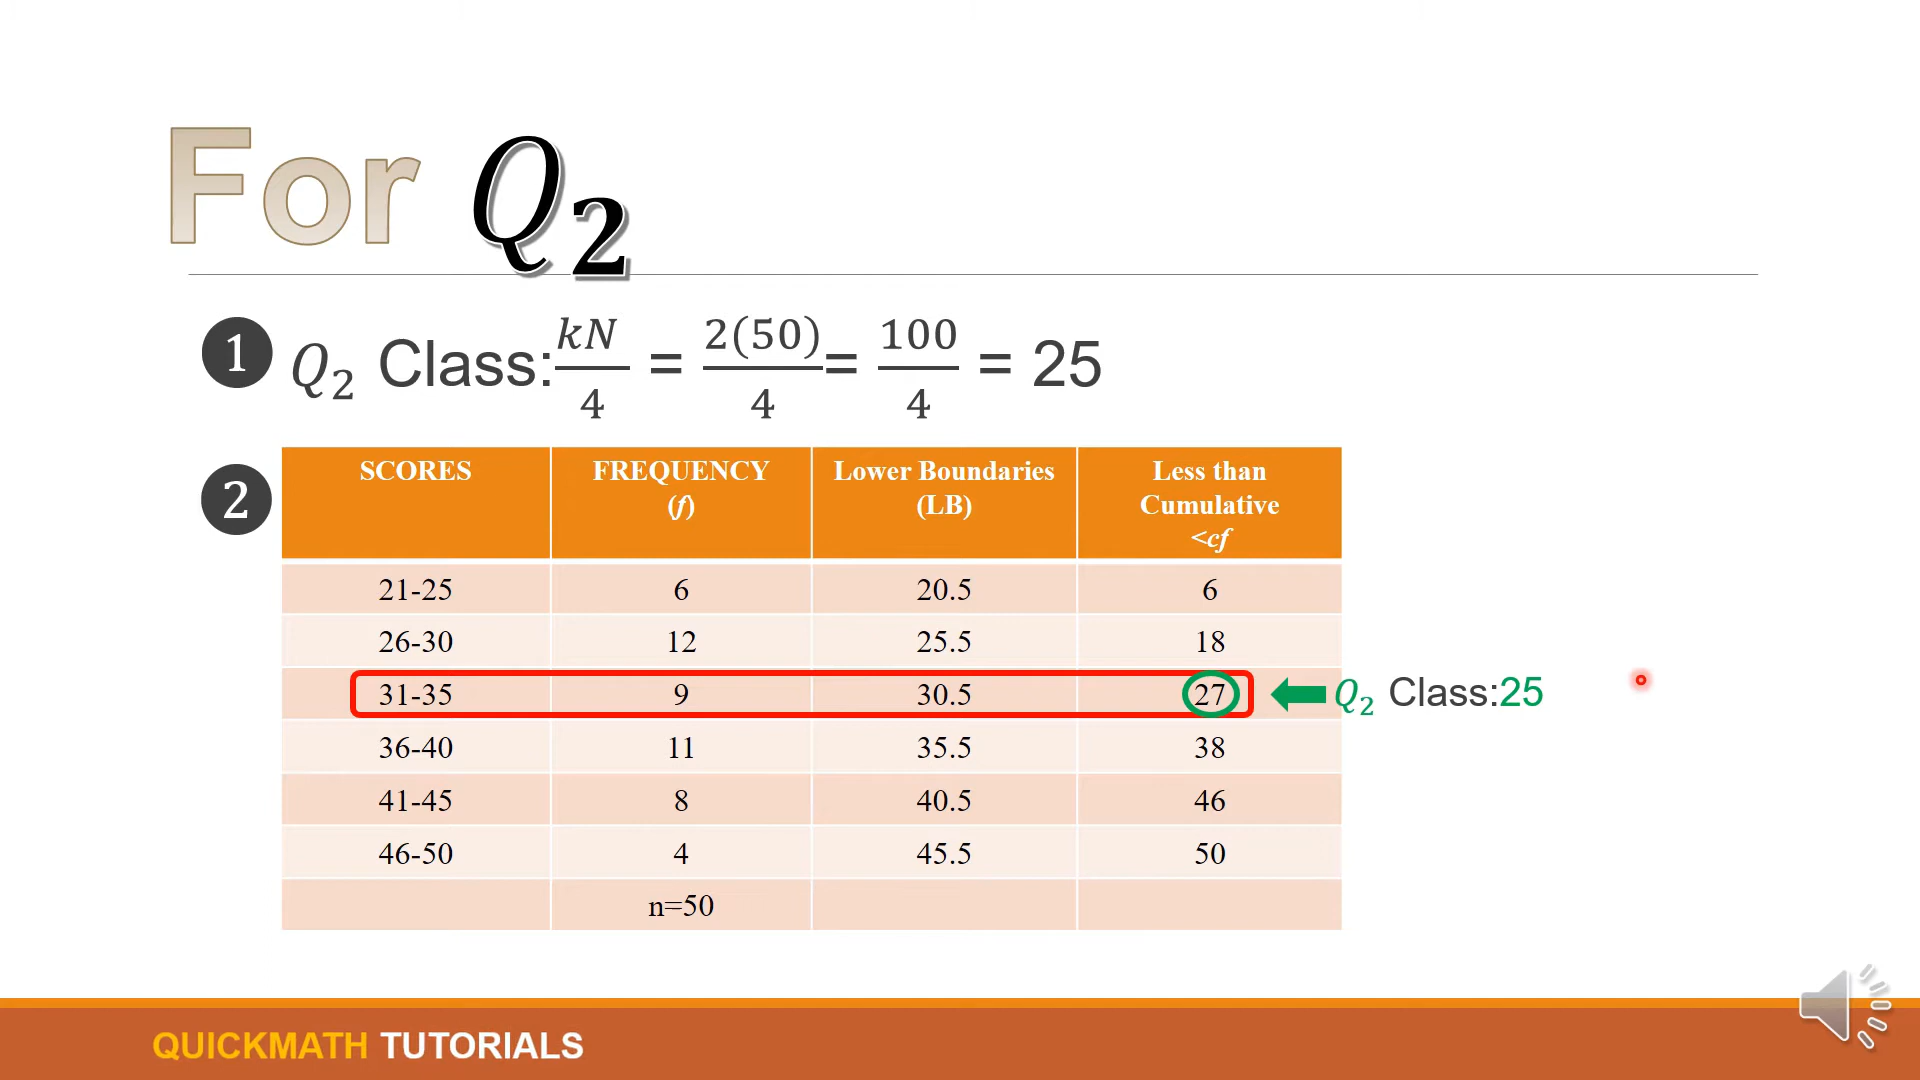 For Q₂
1 Q₂ Class: kN/4 = 2(50)/4 = 100/4 = 25
2
SCORES FREQUENCY (f) Lower Boundaries (LB) Less than Cumulative <cf
21-25 6 20.5 6
26-30 12 25.5 18
31-35 9 30.5 27 Q₂ Class:25
36-40 11 35.5 38
41-45 8 40.5 46
46-50 4 45.5 50
n=50
QUICKMATH TUTORIALS